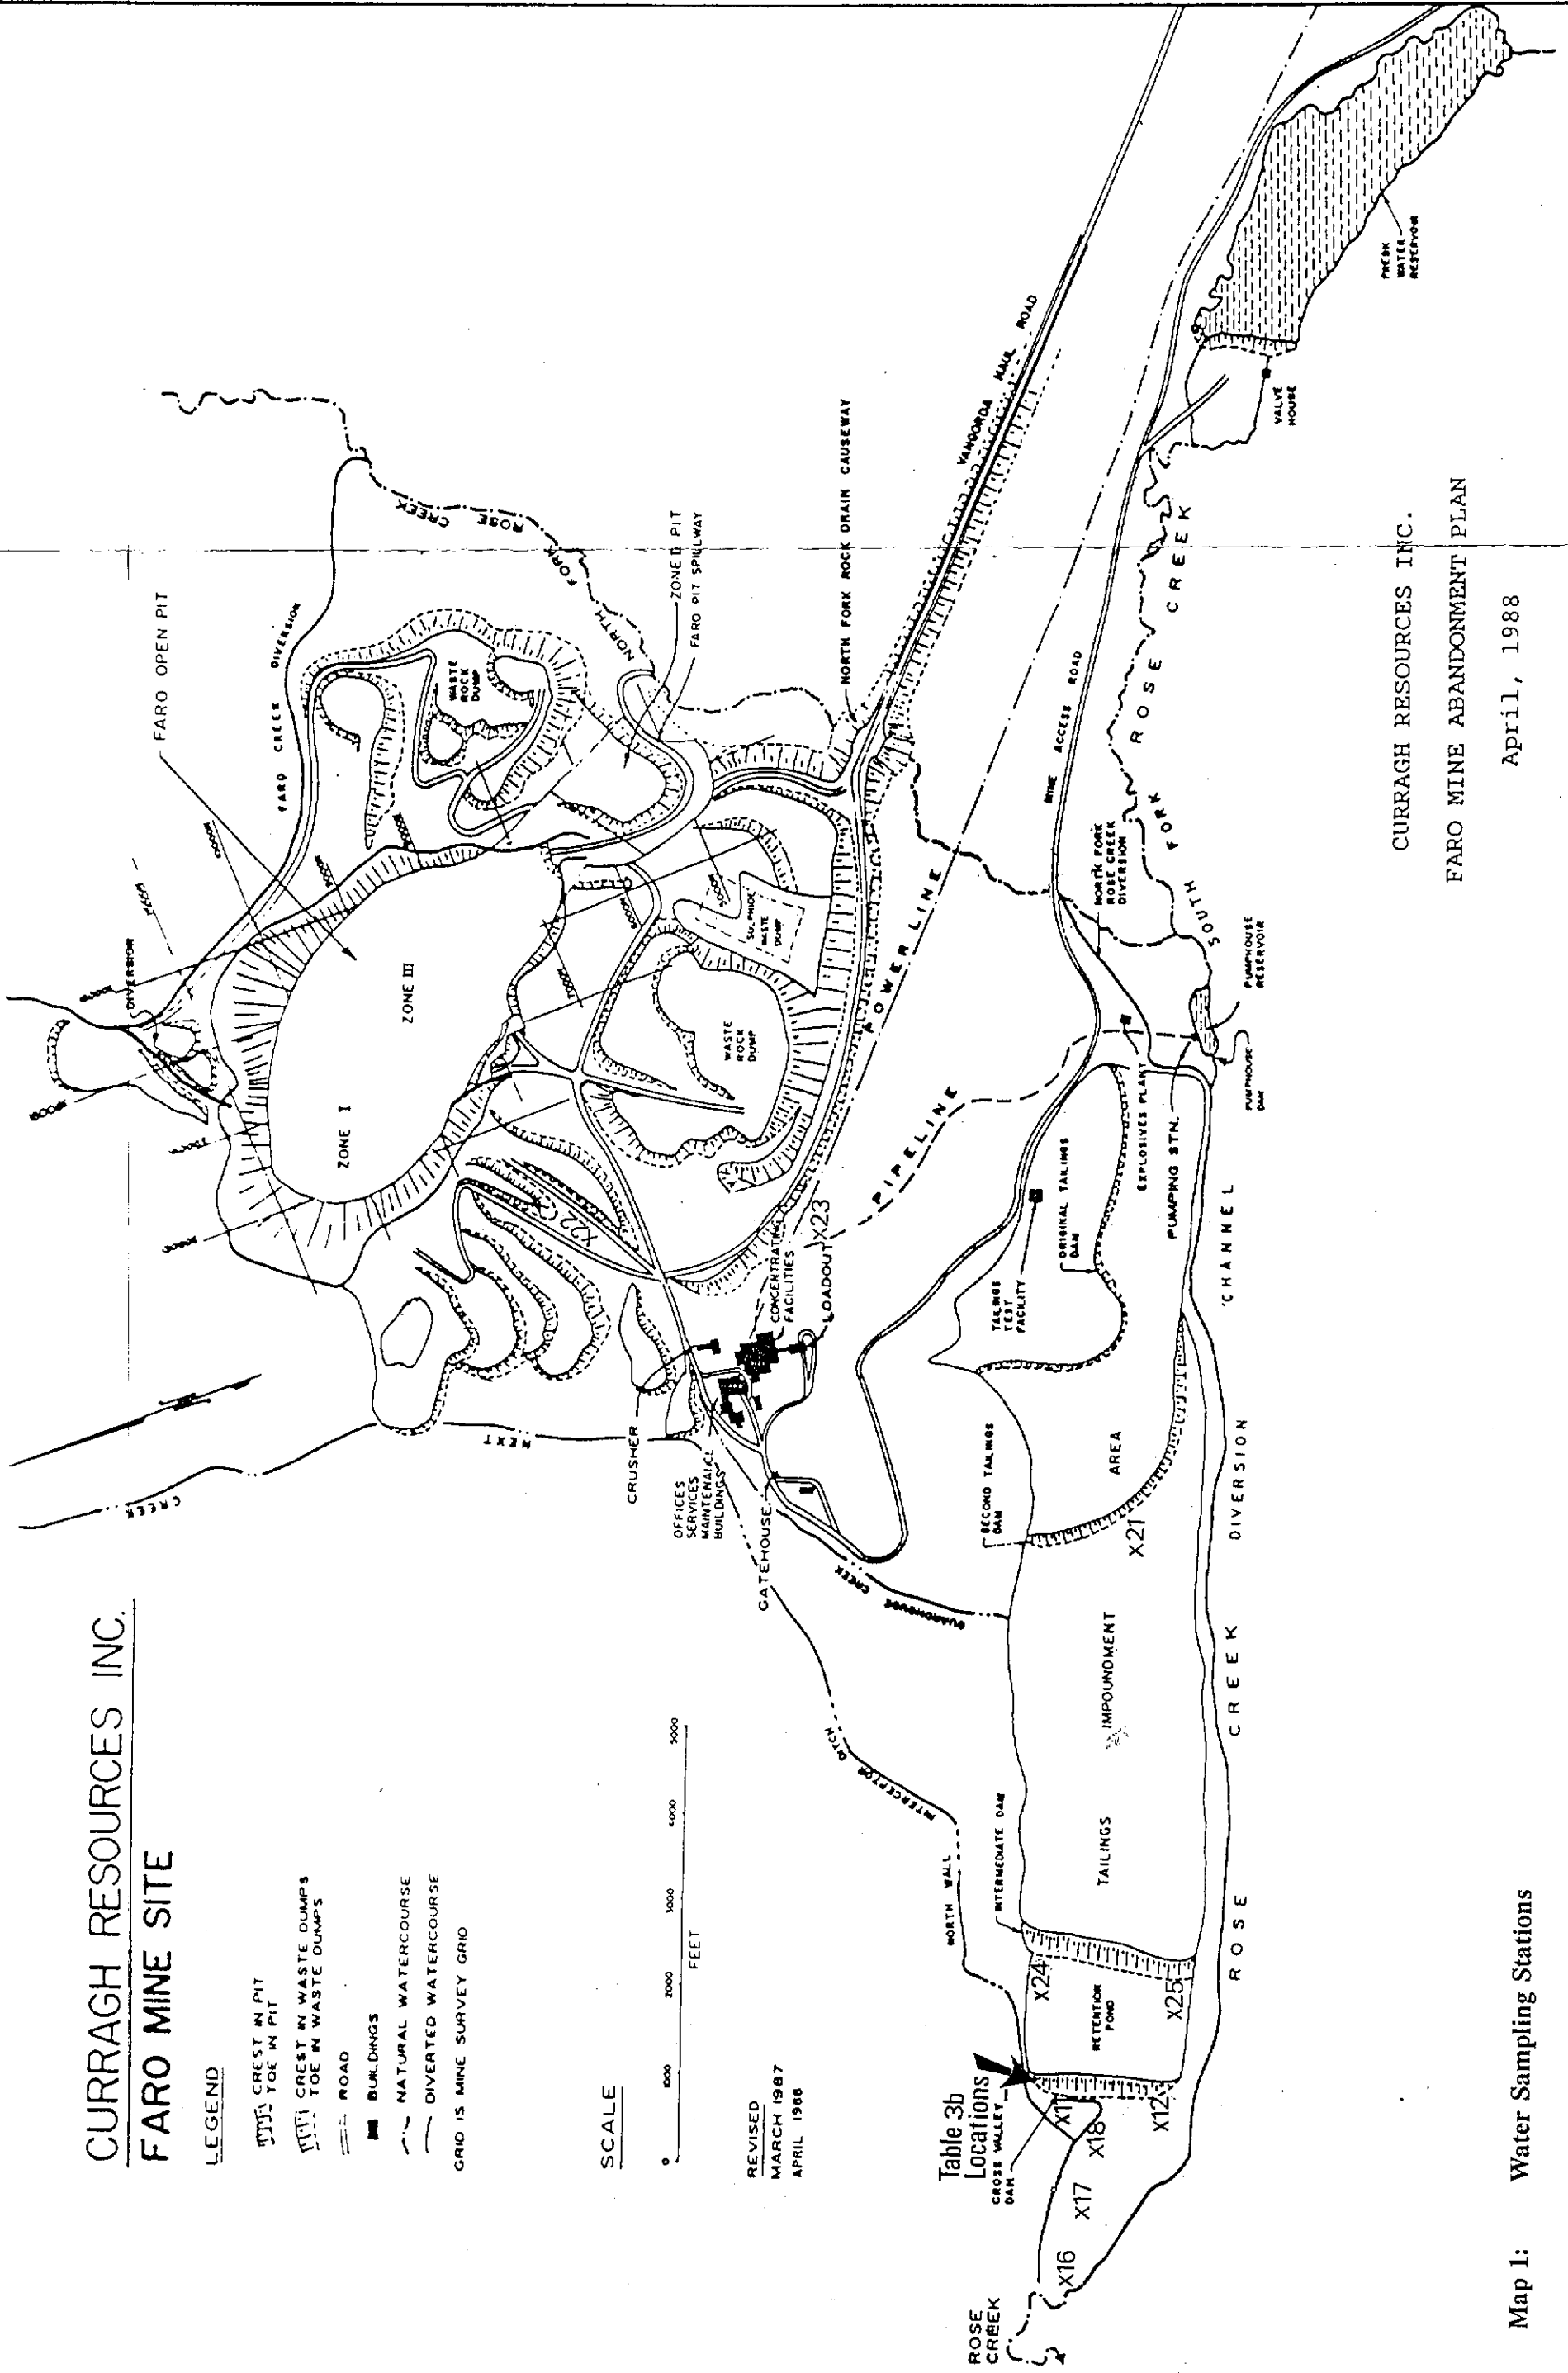 CURRAGH RESOURCES INC.
FARO MINE SITE
LEGEND
CREST IN PIT
TOE IN PIT
CREST IN WASTE DUMPS
TOE IN WASTE DUMPS
ROAD
BUILDINGS
NATURAL WATERCOURSE
DIVERTED WATERCOURSE
GRID IS MINE SURVEY GRID
SCALE
0 1000 2000 3000 4000 5000
FEET
REVISED
MARCH 1987
APRIL 1988
CREEK
FARO OPEN PIT
DIVERSION
FARO CREEK DIVERSION
ZONE I
ZONE III
WASTE
ROCK
DUMP
NORTH FORK
ROSE CREEK
ZONE II PIT
FARO PIT SPILLWAY
NORTH FORK ROCK DRAIN CAUSEWAY
VANGORDA HAUL ROAD
SULPHIDE
WASTE
DUMP
WASTE
ROCK
DUMP
X22
CRUSHER
OFFICES
SERVICES
MAINTENANCE
BUILDINGS
CONCENTRATING
FACILITIES
LOADOUT
X23
GATEHOUSE
GUARDHOUSE CREEK
POWER LINE
PIPELINE
MINE ACCESS ROAD
NORTH WALL
INTERCEPTOR DITCH
NORTH FORK
ROSE CREEK
DIVERSION
SOUTH FORK ROSE CREEK
FRESH
WATER
RESERVOIR
VALVE
HOUSE
PUMPHOUSE
RESERVOIR
PUMPHOUSE
DAM
EXPLOSIVES PLANT
PUMPING STN.
ORIGINAL TAILINGS
DAM
TAILINGS
TEST
FACILITY
SECOND TAILINGS
DAM
X21
TAILINGS IMPOUNDMENT AREA
INTERMEDIATE DAM
X24
X25
RETENTION
POND
Table 3b
Locations
CROSS VALLEY
DAM
X11
X12
X18
X17
X16
ROSE
CREEK
ROSE CREEK DIVERSION CHANNEL
CURRAGH RESOURCES INC.
FARO MINE ABANDONMENT PLAN
April, 1988
Map 1: Water Sampling Stations